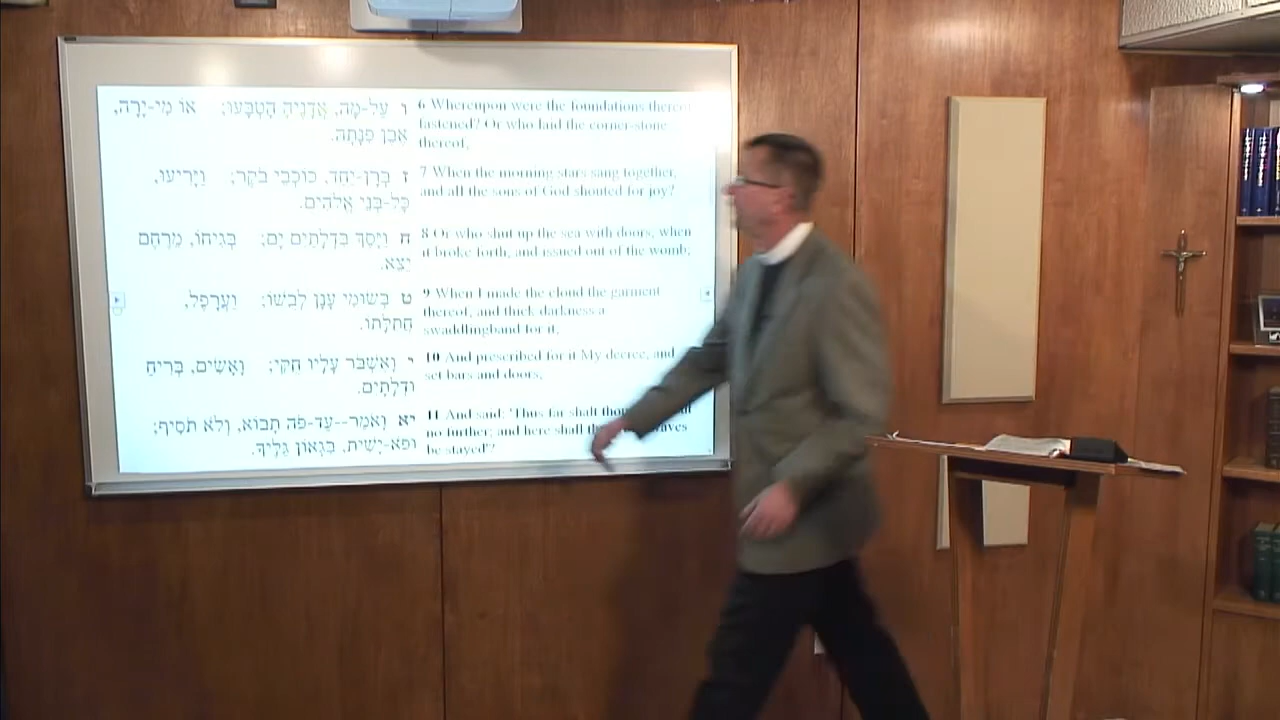 ו עַל-מָה, אֲדָנֶיהָ הָטְבָּעוּ; אוֹ מִי-יָרָה,
אֶבֶן פִּנָּתָהּ.
6 Whereupon were the foundations thereof
fastened? Or who laid the corner-stone
thereof,
ז בְּרָן-יַחַד, כּוֹכְבֵי בֹקֶר; וַיָּרִיעוּ,
כָּל-בְּנֵי אֱלֹהִים.
7 When the morning stars sang together,
and all the sons of God shouted for joy?
ח וַיָּסֶךְ בִּדְלָתַיִם יָם; בְּגִיחוֹ, מֵרֶחֶם
יֵצֵא.
8 Or who shut up the sea with doors, when
it broke forth, and issued out of the womb;
ט בְּשׂוּמִי עָנָן לְבֻשׁוֹ; וַעֲרָפֶל,
חֲתֻלָּתוֹ.
9 When I made the cloud the garment
thereof, and thick darkness a
swaddlingband for it,
י וָאֶשְׁבֹּר עָלָיו חֻקִּי; וָאָשִׂים, בְּרִיחַ
וּדְלָתָיִם.
10 And prescribed for it My decree, and
set bars and doors,
יא וָאֹמַר--עַד-פֹּה תָבוֹא, וְלֹא תֹסִיף;
וּפֹא-יָשִׁית, בִּגְאוֹן גַּלֶּיךָ.
11 And said: 'Thus far shalt thou
no further; and here shall waves
be stayed'?